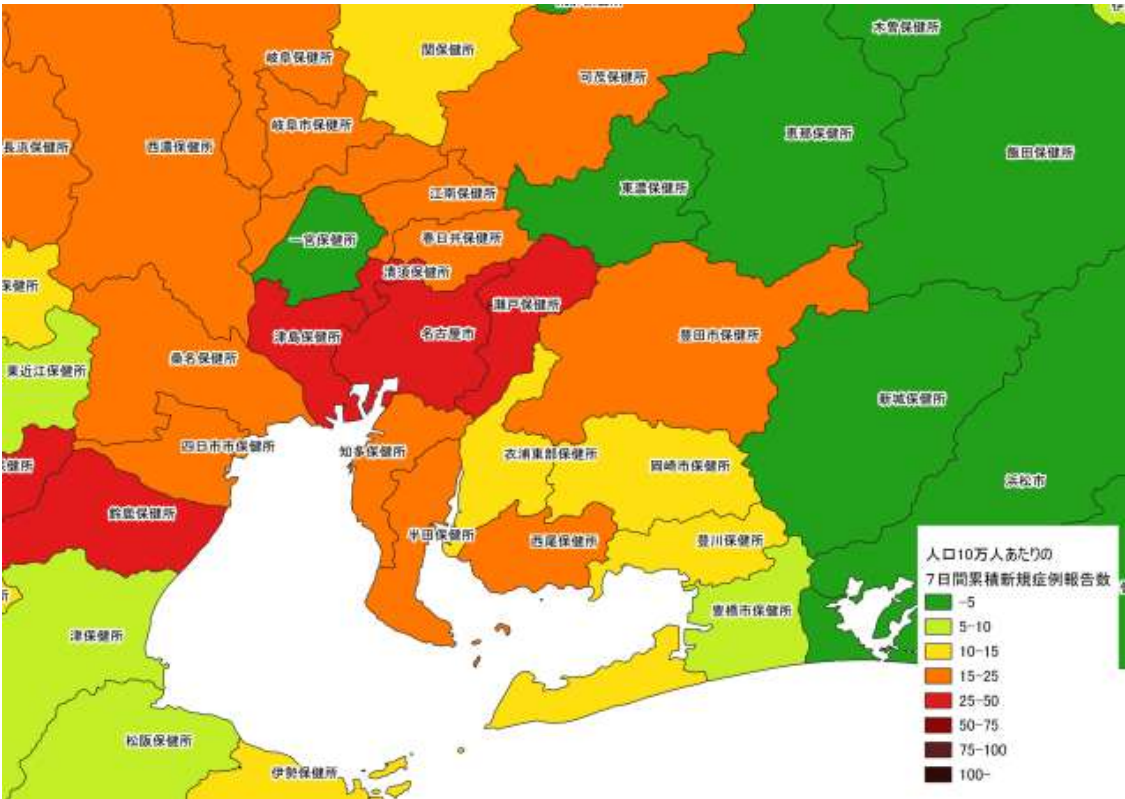 木曽保健所
関保健所
岐阜保健所
可茂保健所
岐阜市保健所
恵那保健所
長浜保健所
西濃保健所
飯田保健所
東濃保健所
江南保健所
一宮保健所
春日井保健所
清須保健所
保健所
瀬戸保健所
津島保健所
名古屋市
豊田市保健所
桑名保健所
東近江保健所
新城保健所
四日市市保健所
知多保健所
衣浦東部保健所
岡崎市保健所
保健所
浜松市
鈴鹿保健所
半田保健所
西尾保健所
豊川保健所
人口10万人あたりの
7日間累積新規症例報告数
-5
5-10
10-15
15-25
25-50
50-75
75-100
100-
所
豊橋市保健所
津保健所
松阪保健所
伊勢保健所